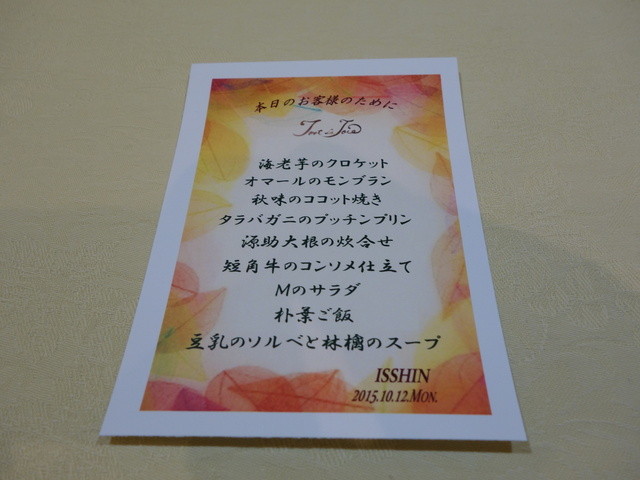 本日のお客様のために
海老芋のクロケット
オマールのモンブラン
秋味のココット焼き
タラバガニのプッチンプリン
源助大根の炊合せ
短角牛のコンソメ仕立て
Mのサラダ
朴葉ご飯
豆乳のソルベと林檎のスープ
ISSHIN
2015.10.12.MON.